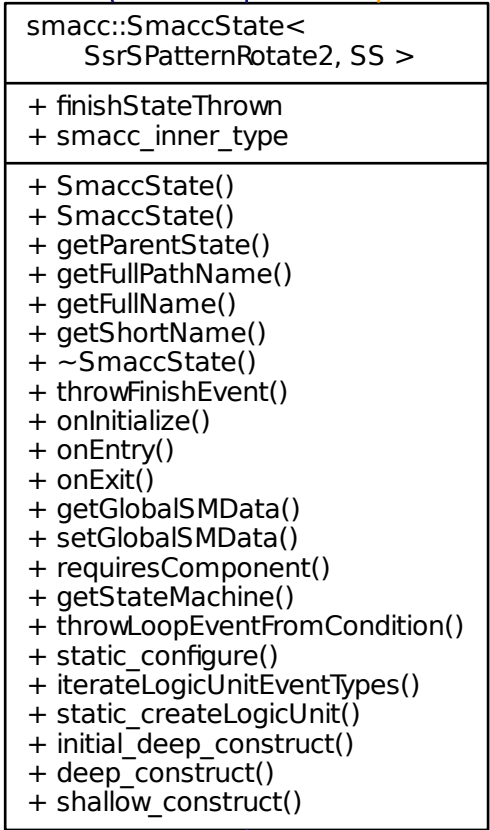 smacc::SmaccState<
SsrSPatternRotate2, SS >
+ finishStateThrown
+ smacc_inner_type
+ SmaccState()
+ SmaccState()
+ getParentState()
+ getFullPathName()
+ getFullName()
+ getShortName()
+ ~SmaccState()
+ throwFinishEvent()
+ onInitialize()
+ onEntry()
+ onExit()
+ getGlobalSMData()
+ setGlobalSMData()
+ requiresComponent()
+ getStateMachine()
+ throwLoopEventFromCondition()
+ static_configure()
+ iterateLogicUnitEventTypes()
+ static_createLogicUnit()
+ initial_deep_construct()
+ deep_construct()
+ shallow_construct()